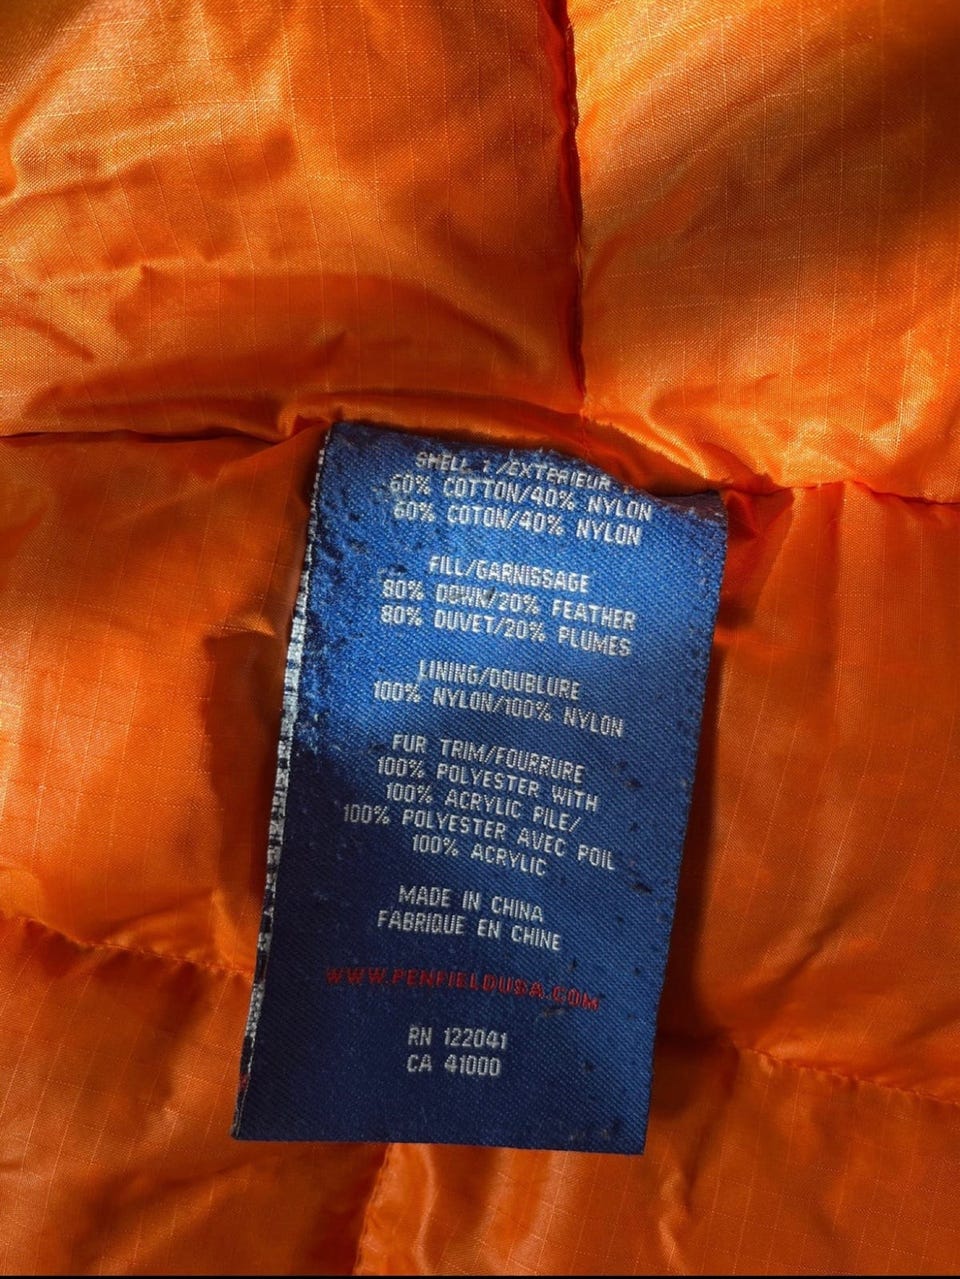 SHELL 1/EXTERIEUR
60% COTTON/40% NYLON
60% COTON/40% NYLON
FILL/GARNISSAGE
80% DOWN/20% FEATHER
80% DUVET/20% PLUMES
LINING/DOUBLURE
100% NYLON/100% NYLON
FUR TRIM/FOURRURE
100% POLYESTER WITH
100% ACRYLIC PILE/
100% POLYESTER AVEC POIL
100% ACRYLIC
MADE IN CHINA
FABRIQUE EN CHINE
WWW.PENFIELDUSA.COM
RN 122041
CA 41000